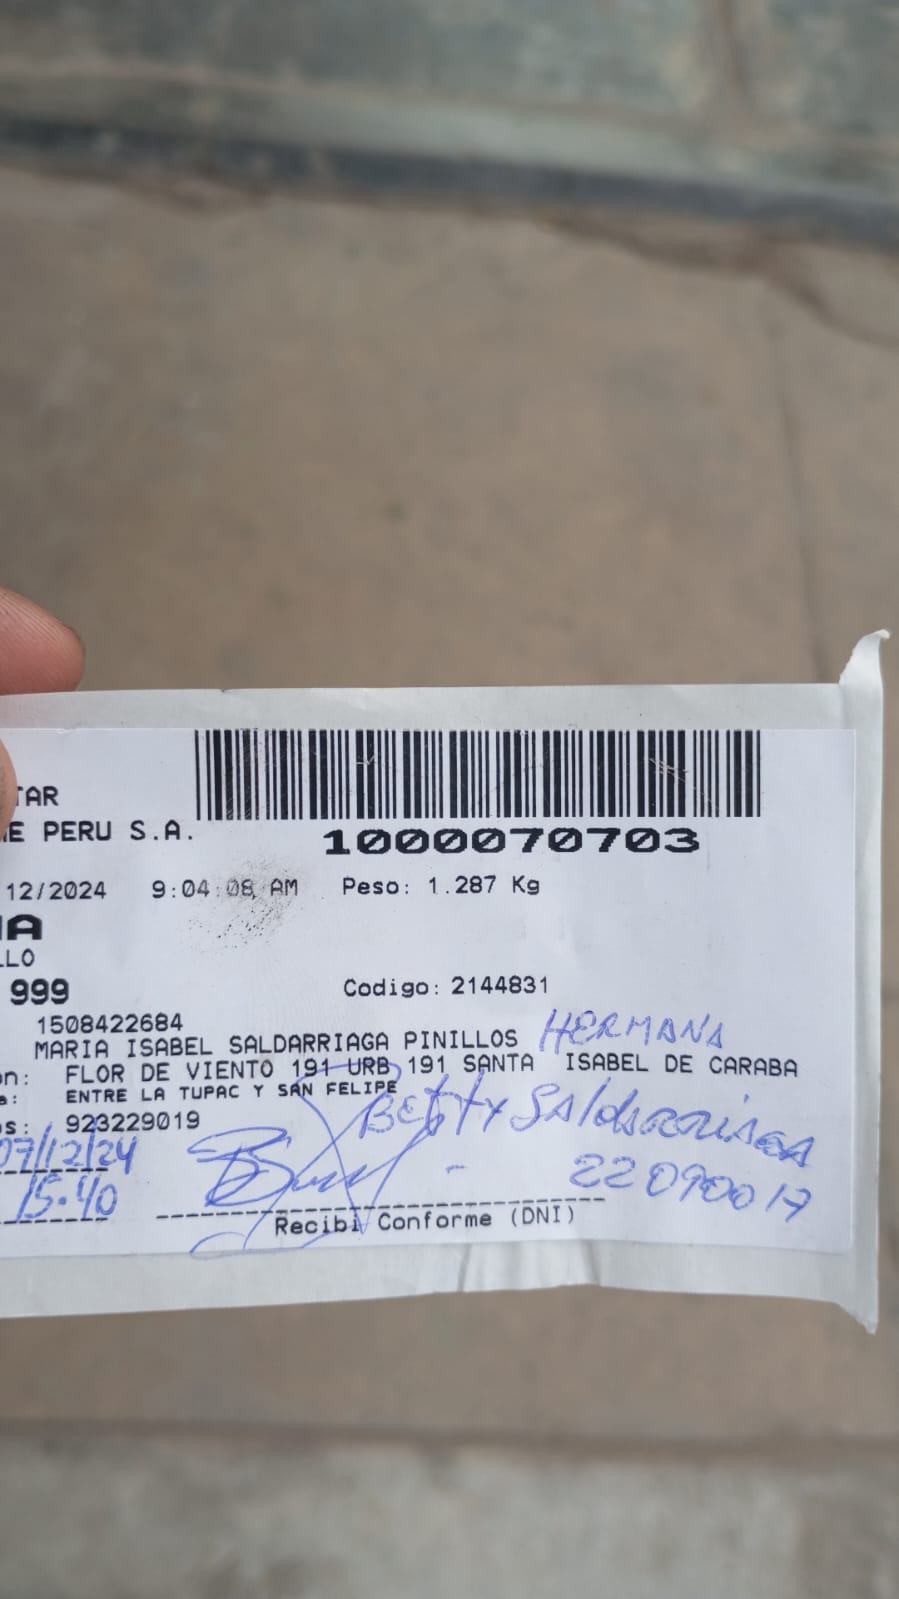 TAR
E PERU S.A.
1000070703
12/2024 9:04:08 AM Peso: 1.287 Kg
NA
LLO
999 Codigo: 2144831
1508422684
MARIA ISABEL SALDARRIAGA PINILLOS HERMANA
on: FLOR DE VIENTO 191 URB 191 SANTA ISABEL DE CARABA
a: ENTRE LA TUPAC Y SAN FELIPE
os: 923229019
Betty Saldarriaga
07/12/24
22090017
15:40
Recibi Conforme (DNI)